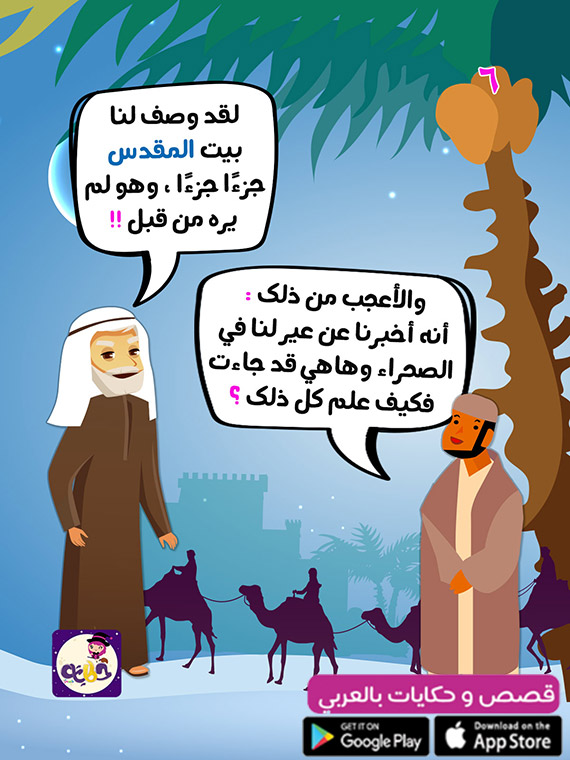 ٦
لقد وصف لنا
بيت المقدس
جزءًا جزءًا ، وهو لم
يره من قبل !!
والأعجب من ذلك :
أنه أخبرنا عن عير لنا في
الصحراء وهاهي قد جاءت
فكيف علم كل ذلك ؟
حكاية
قصص و حكايات بالعربي
GET IT ON
Google Play
Download on the
App Store